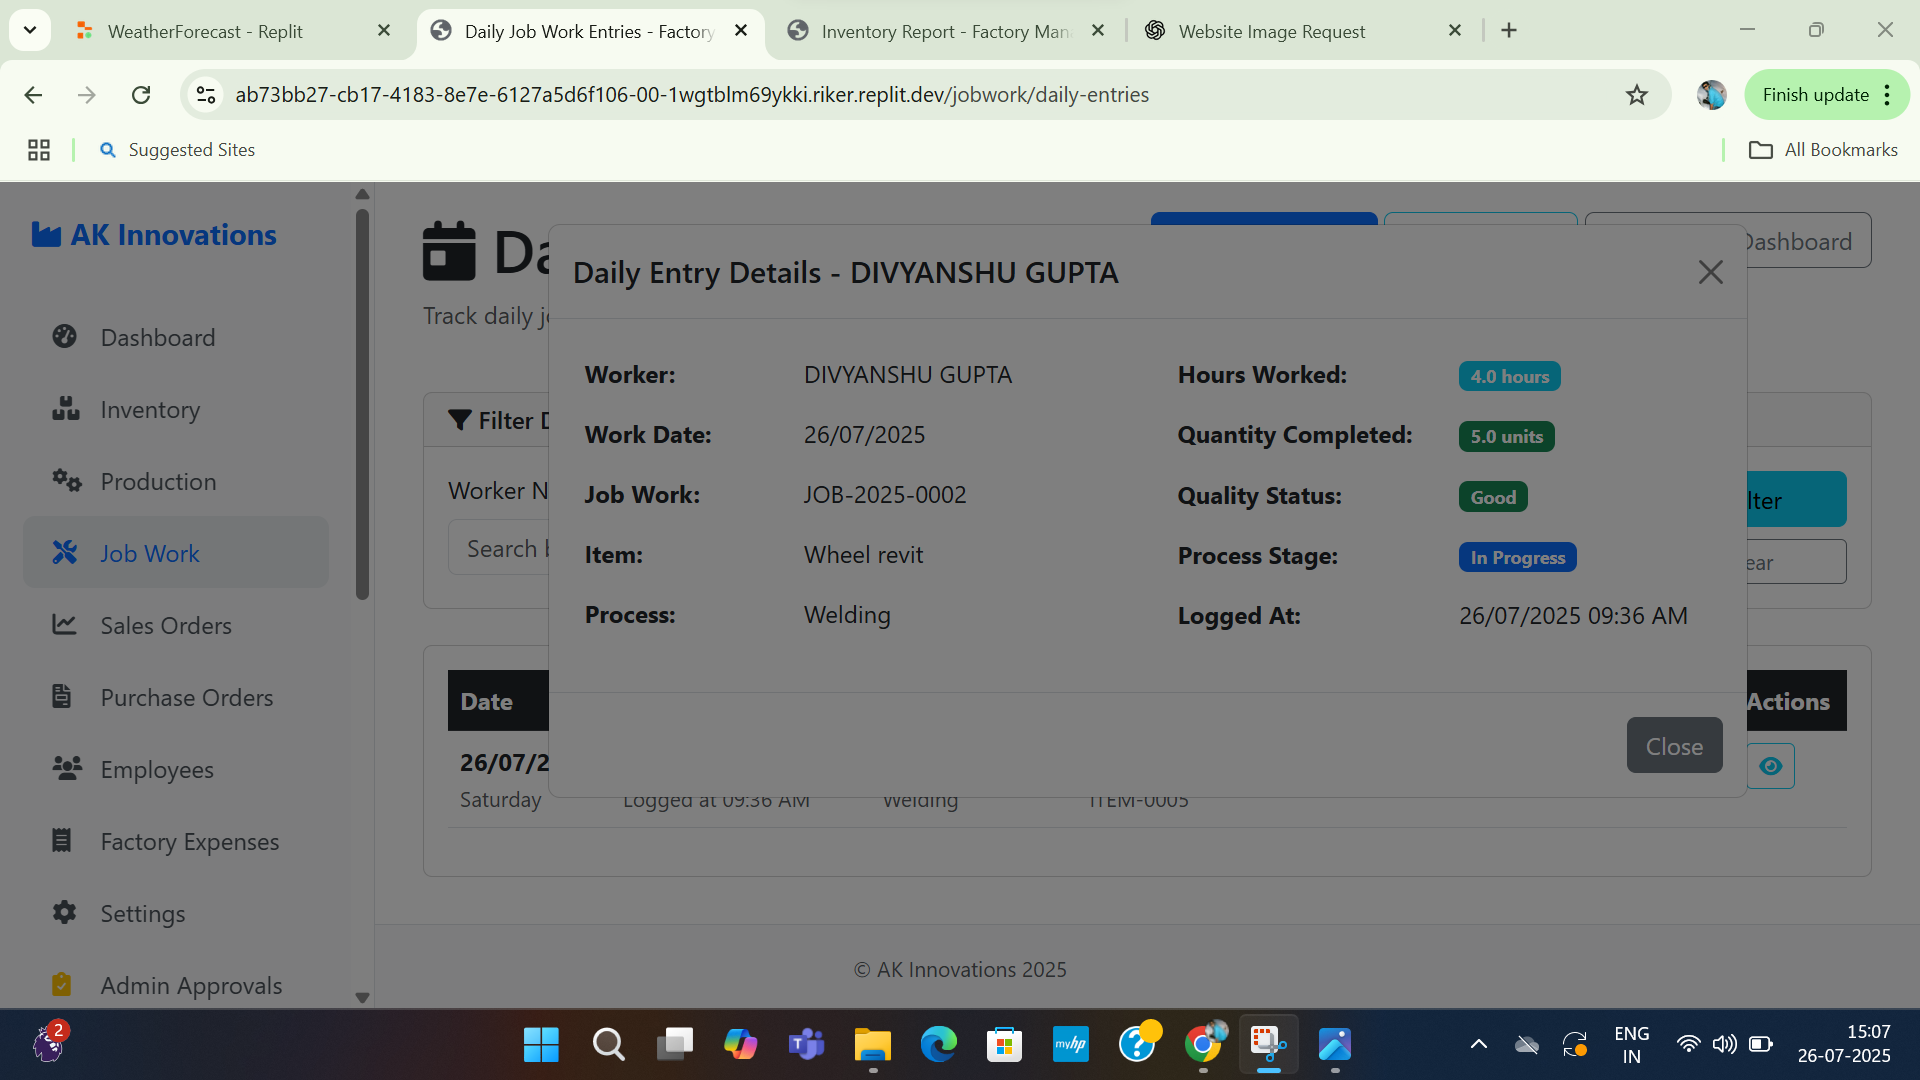 WeatherForecast - Replit
Daily Job Work Entries - Factory
Inventory Report - Factory Man
Website Image Request
ab73bb27-cb17-4183-8e7e-6127a5d6f106-00-1wgtblm69ykki.riker.replit.dev/jobwork/daily-entries
Finish update
Suggested Sites
All Bookmarks
AK Innovations
Dashboard
Inventory
Production
Job Work
Sales Orders
Purchase Orders
Employees
Factory Expenses
Settings
Admin Approvals
Da
Dashboard
Track daily j
Filter D
Worker N
Search b
lter
ear
Daily Entry Details - DIVYANSHU GUPTA
Worker: DIVYANSHU GUPTA
Hours Worked: 4.0 hours
Work Date: 26/07/2025
Quantity Completed: 5.0 units
Job Work: JOB-2025-0002
Quality Status: Good
Item: Wheel revit
Process Stage: In Progress
Process: Welding
Logged At: 26/07/2025 09:36 AM
Close
Date
Actions
26/07/2
Saturday
Logged at 09:36 AM
Welding
ITEM-0005
© AK Innovations 2025
2
myhp
ENG
IN
15:07
26-07-2025